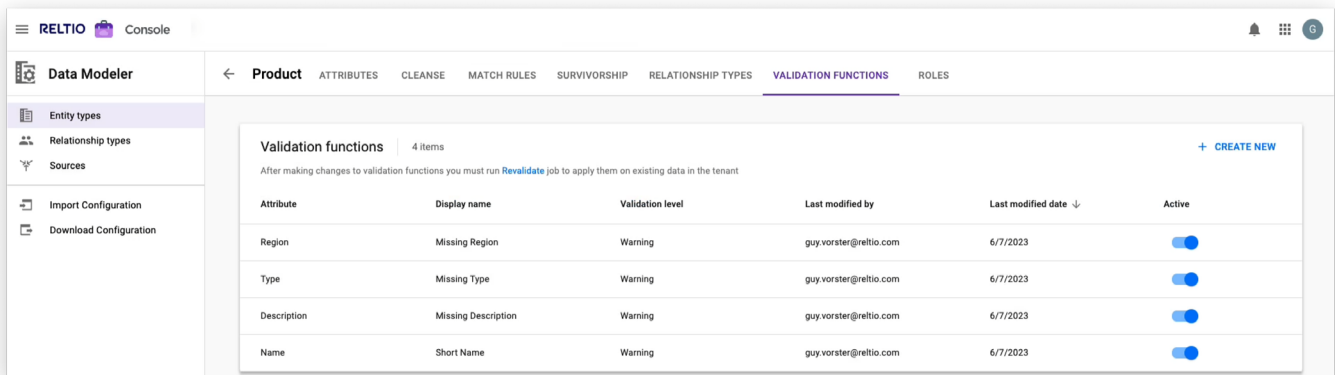 RELTIO Console G
Data Modeler
Product ATTRIBUTES CLEANSE MATCH RULES SURVIVORSHIP RELATIONSHIP TYPES VALIDATION FUNCTIONS ROLES
Entity types
Relationship types
Sources
Import Configuration
Download Configuration
Validation functions 4 items + CREATE NEW
After making changes to validation functions you must run Revalidate job to apply them on existing data in the tenant
Attribute Display name Validation level Last modified by Last modified date Active
Region Missing Region Warning guy.vorster@reltio.com 6/7/2023
Type Missing Type Warning guy.vorster@reltio.com 6/7/2023
Description Missing Description Warning guy.vorster@reltio.com 6/7/2023
Name Short Name Warning guy.vorster@reltio.com 6/7/2023